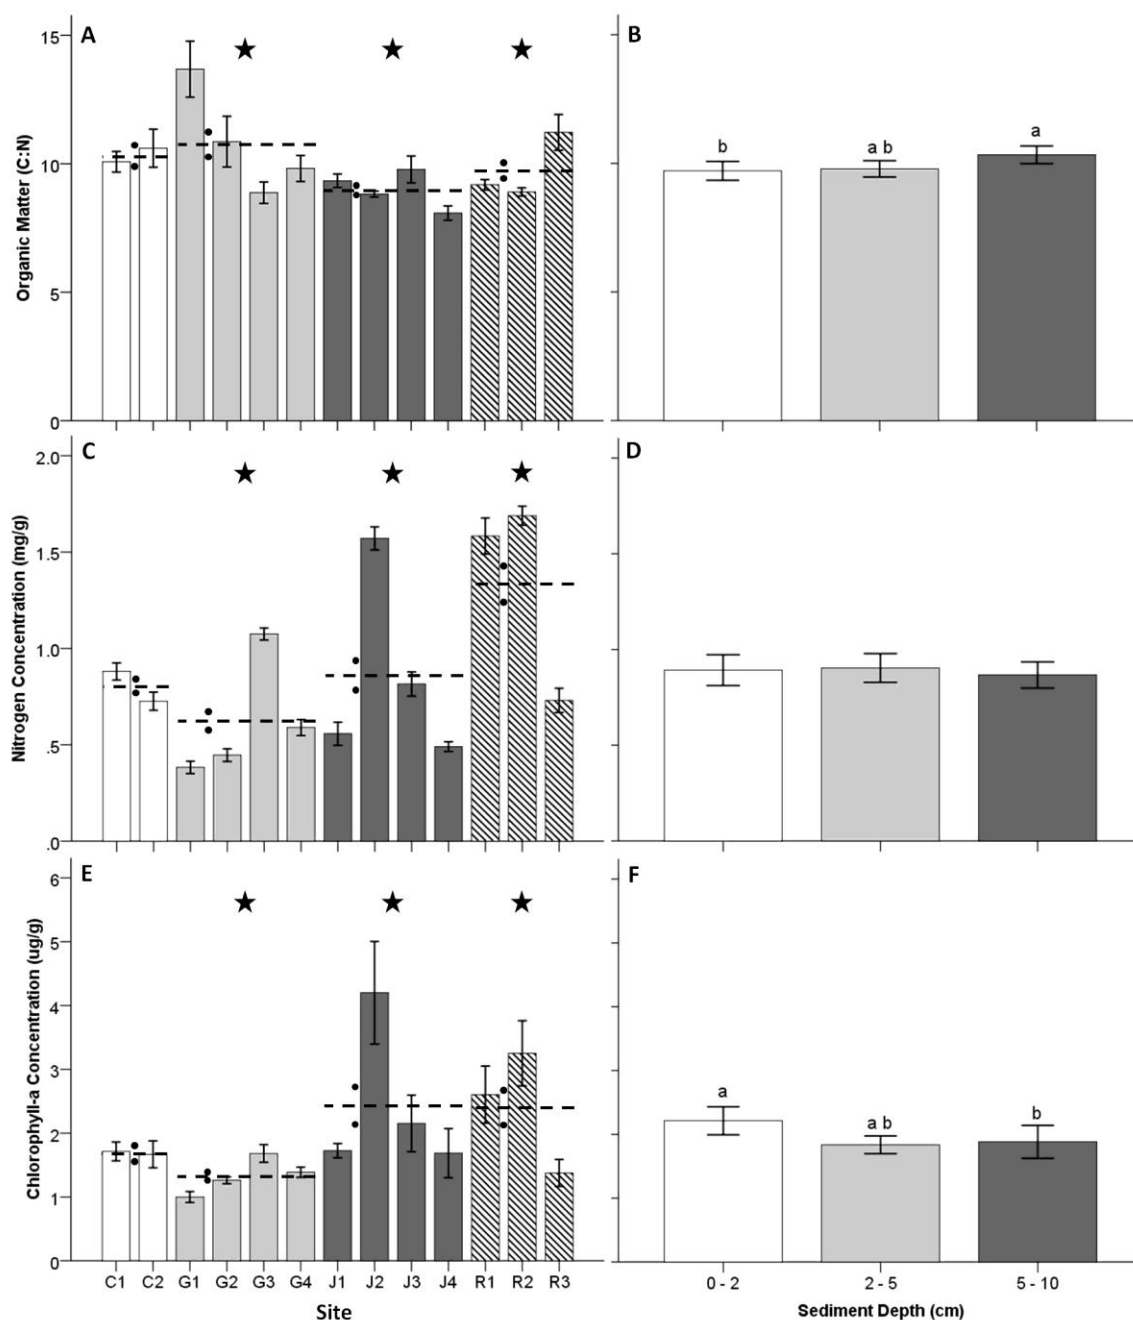 A
B
Organic Matter (C:N)
15
10
5
0
b
a b
a
C
D
Nitrogen Concentration (mg/g)
2.0
1.5
1.0
.5
.0
E
F
Chlorophyll-a Concentration (ug/g)
6
5
4
3
2
1
0
a
a b
b
C1 C2 G1 G2 G3 G4 J1 J2 J3 J4 R1 R2 R3
Site
0 - 2 2 - 5 5 - 10
Sediment Depth (cm)